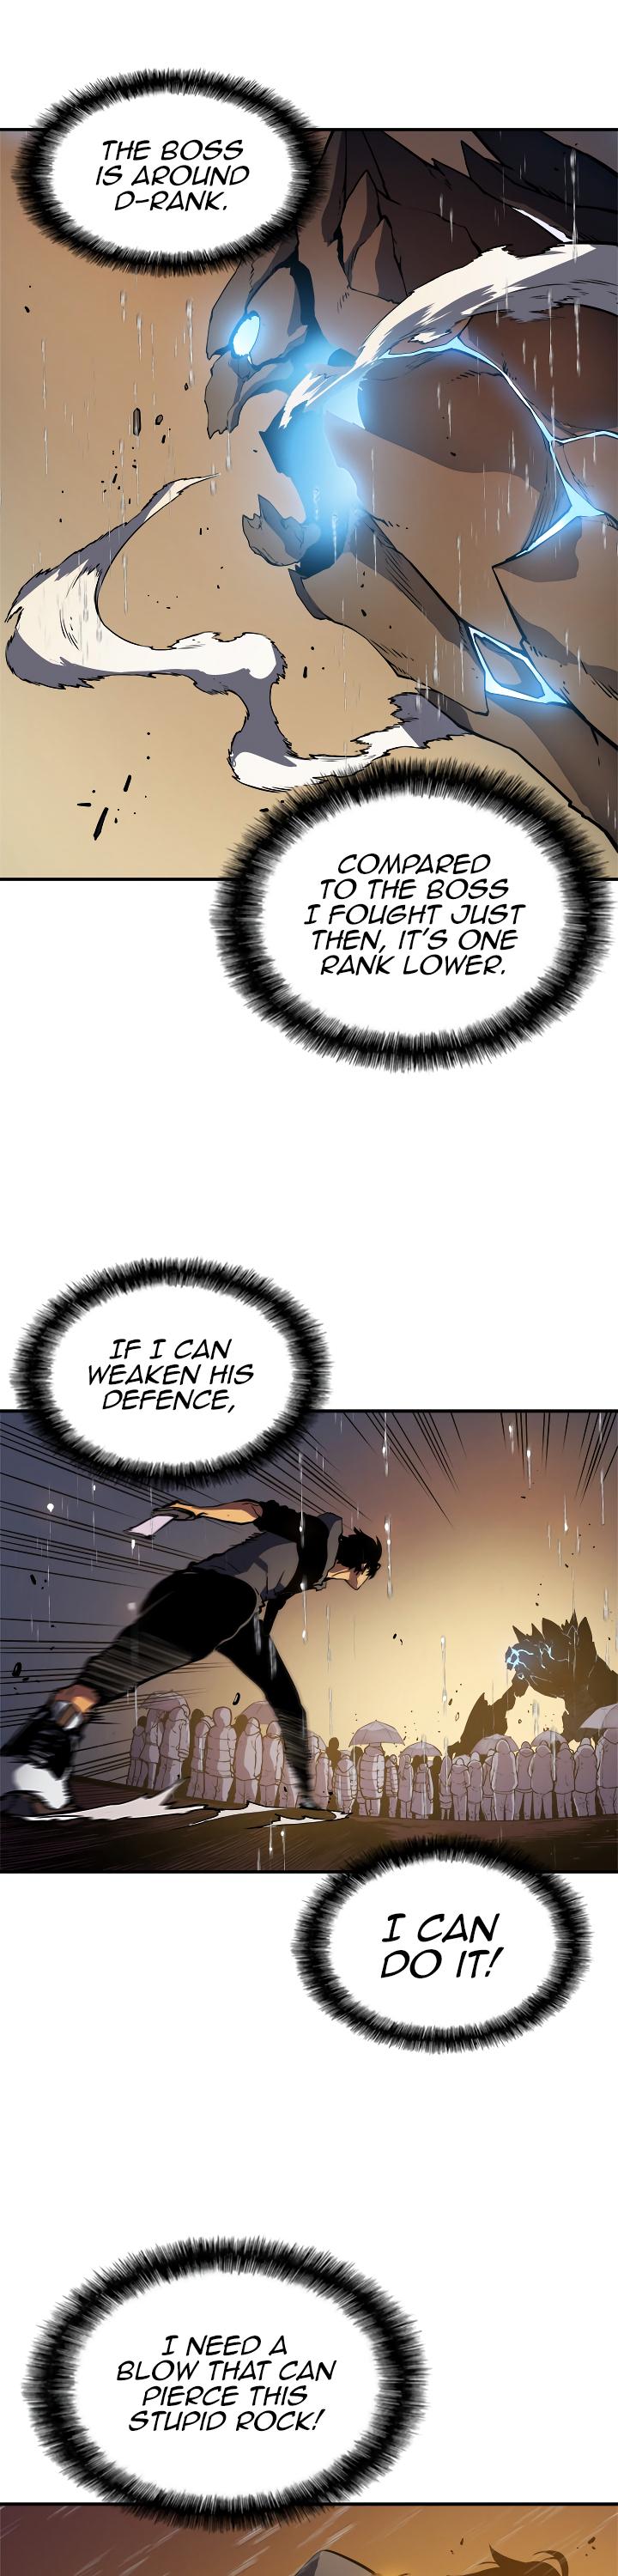 THE BOSS
IS AROUND
D-RANK.
COMPARED
TO THE BOSS
I FOUGHT JUST
THEN, IT'S ONE
RANK LOWER.
IF I CAN
WEAKEN HIS
DEFENCE,
I CAN
DO IT!
I NEED A
BLOW THAT CAN
PIERCE THIS
STUPID ROCK!